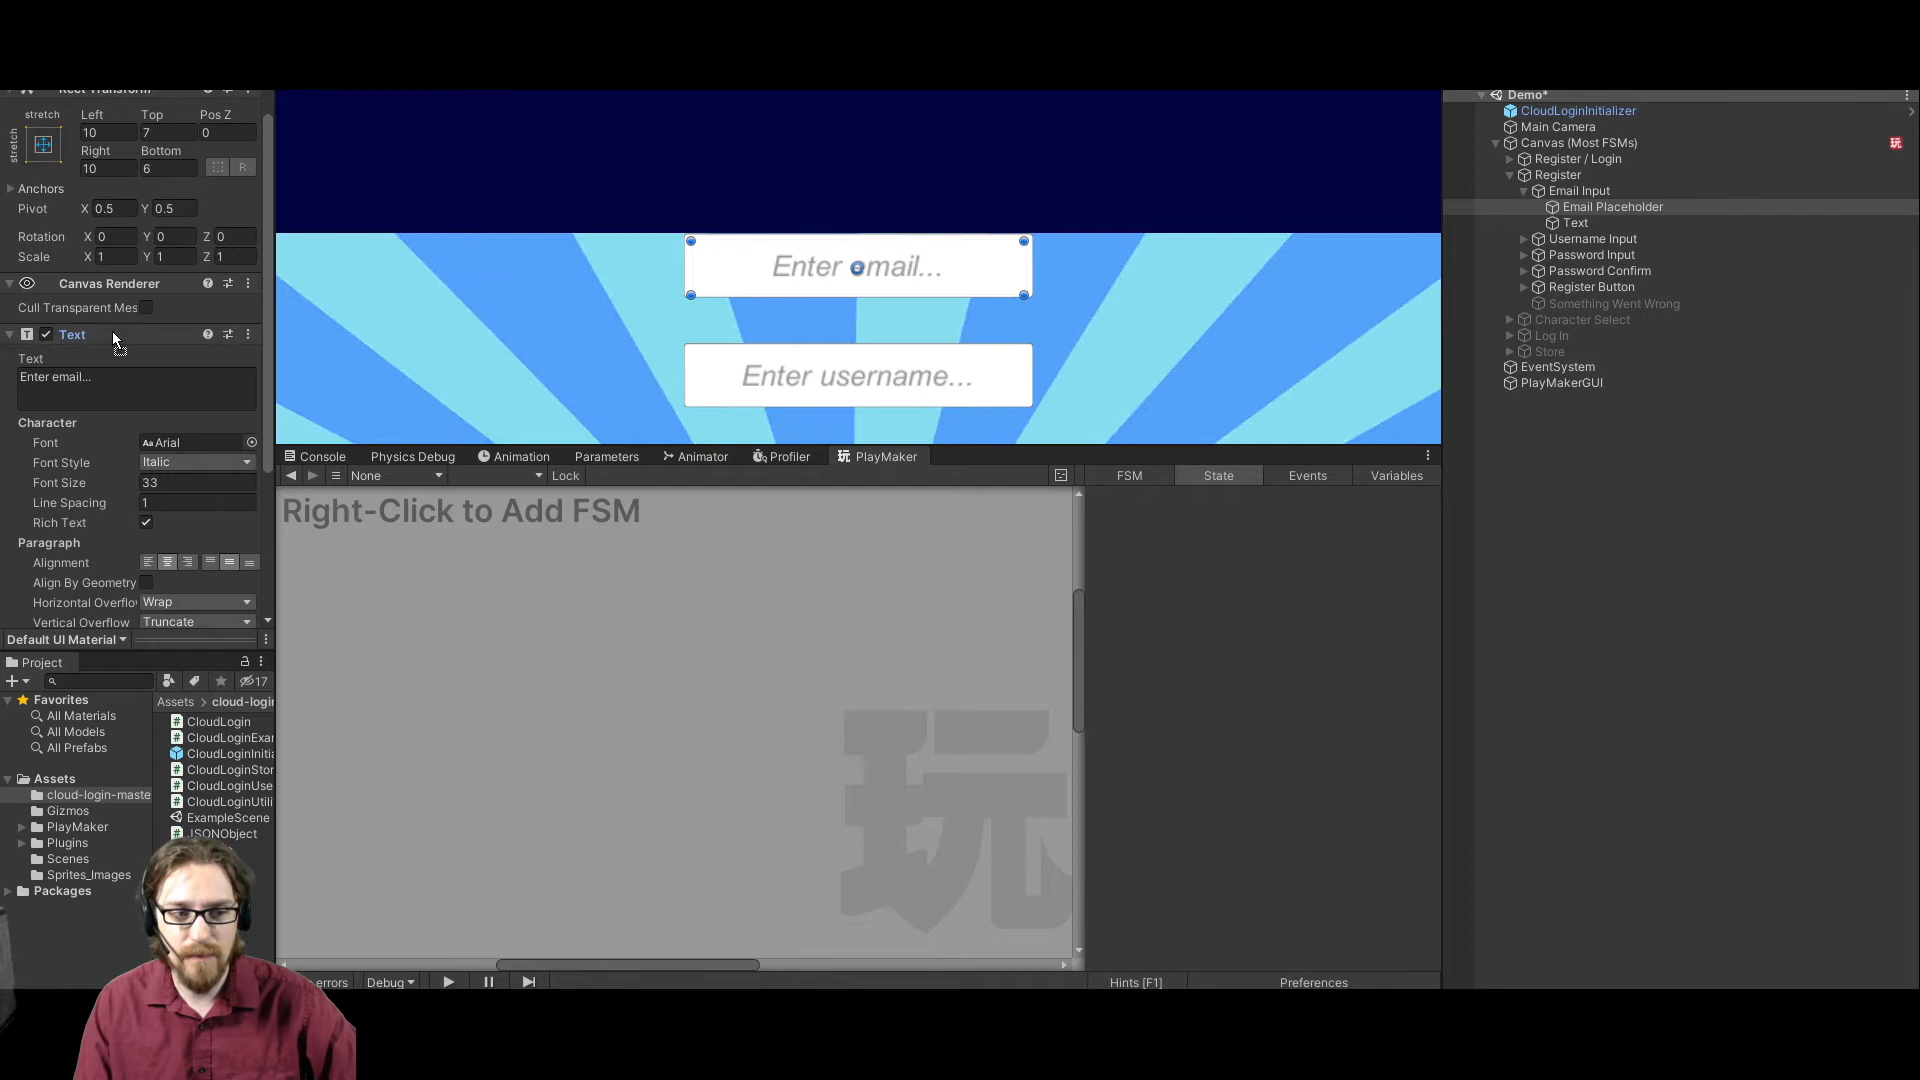 Rect Transform
stretch
stretch
Left Top Pos Z
10 7 0
Right Bottom
10 6 R
Anchors
Pivot X 0.5 Y 0.5
Rotation X 0 Y 0 Z 0
Scale X 1 Y 1 Z 1
Canvas Renderer
Cull Transparent Mes
Text
Text
Enter email...
Character
Font Aa Arial
Font Style Italic
Font Size 33
Line Spacing 1
Rich Text
Paragraph
Alignment
Align By Geometry
Horizontal Overflo
Wrap
Vertical Overflow Truncate
Default UI Material
Project
17
Favorites
All Materials
All Models
All Prefabs
Assets
cloud-login-maste
Gizmos
PlayMaker
Plugins
Scenes
Sprites_Images
Packages
Assets > cloud-login
CloudLogin
CloudLoginExar
CloudLoginInitia
CloudLoginStor
CloudLoginUse
CloudLoginUtili
ExampleScene
JSONObject
Enter email...
Enter username...
Console Physics Debug Animation Parameters Animator Profiler PlayMaker
None Lock
FSM State Events Variables
Right-Click to Add FSM
玩
errors Debug
Hints [F1] Preferences
Demo*
CloudLoginInitializer
Main Camera
Canvas (Most FSMs) 玩
Register / Login
Register
Email Input
Email Placeholder
Text
Username Input
Password Input
Password Confirm
Register Button
Something Went Wrong
Character Select
Log In
Store
EventSystem
PlayMakerGUI